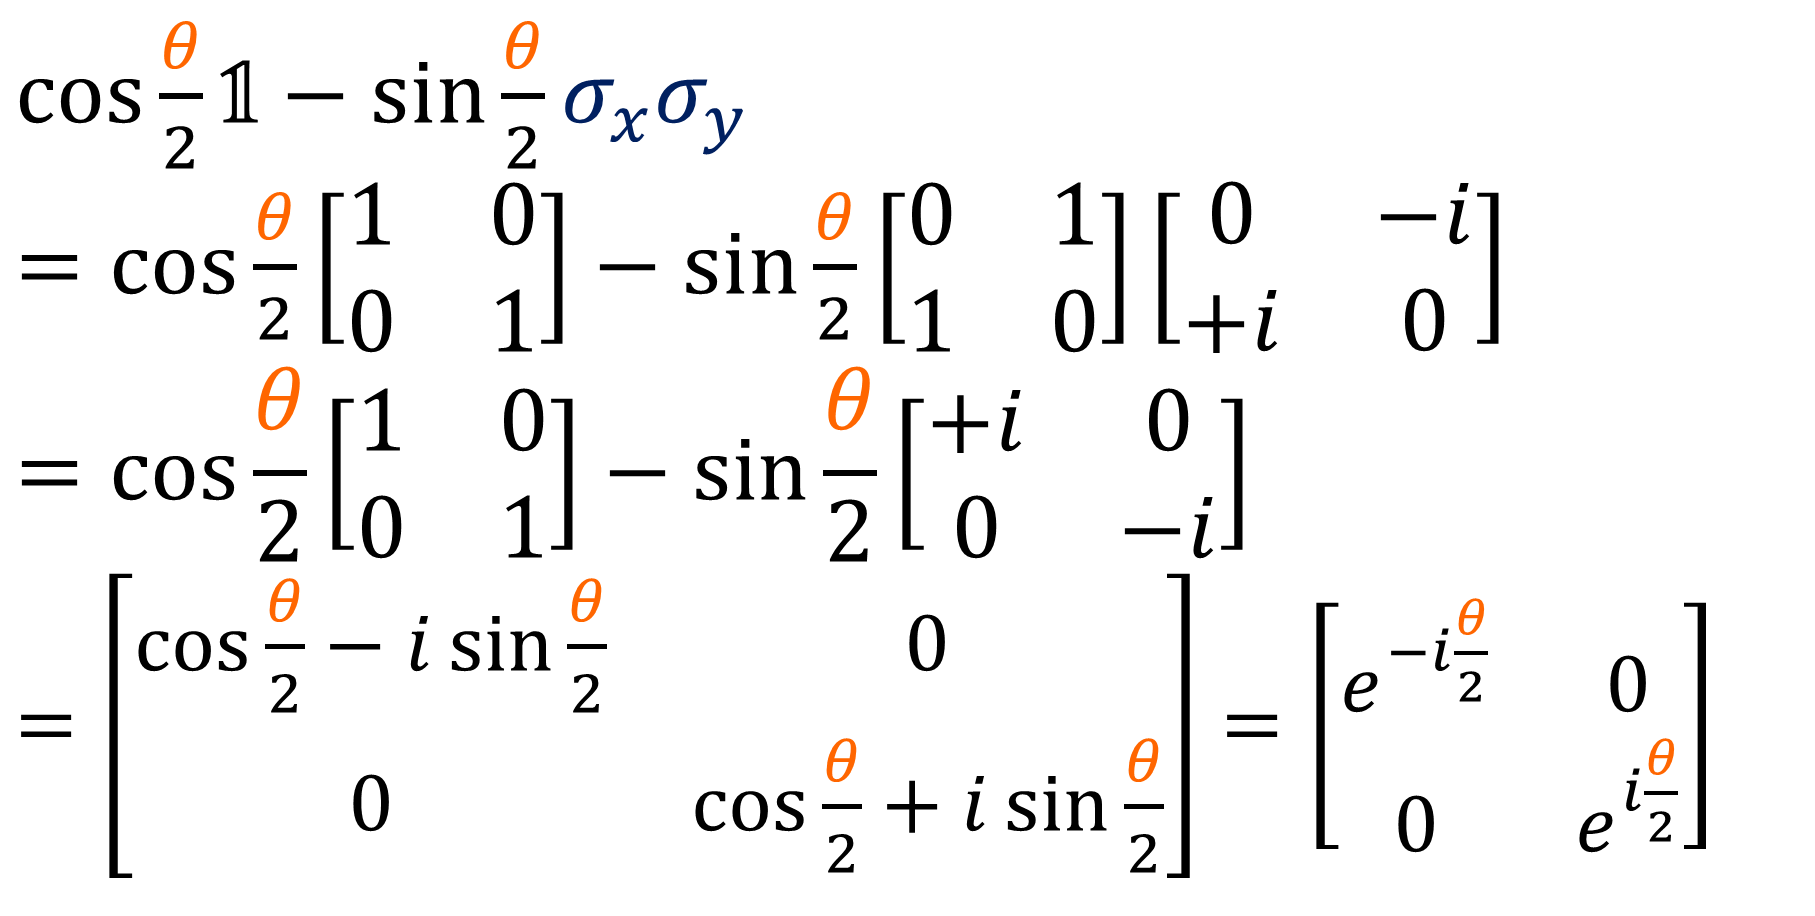 cos θ/2 𝟙 − sin θ/2 σₓσᵧ
= cos θ/2 [1 0; 0 1] − sin θ/2 [0 1; 1 0] [0 −i; +i 0]
= cos θ/2 [1 0; 0 1] − sin θ/2 [+i 0; 0 −i]
= [cos θ/2 − i sin θ/2 0; 0 cos θ/2 + i sin θ/2] = [e^(−i θ/2) 0; 0 e^(i θ/2)]